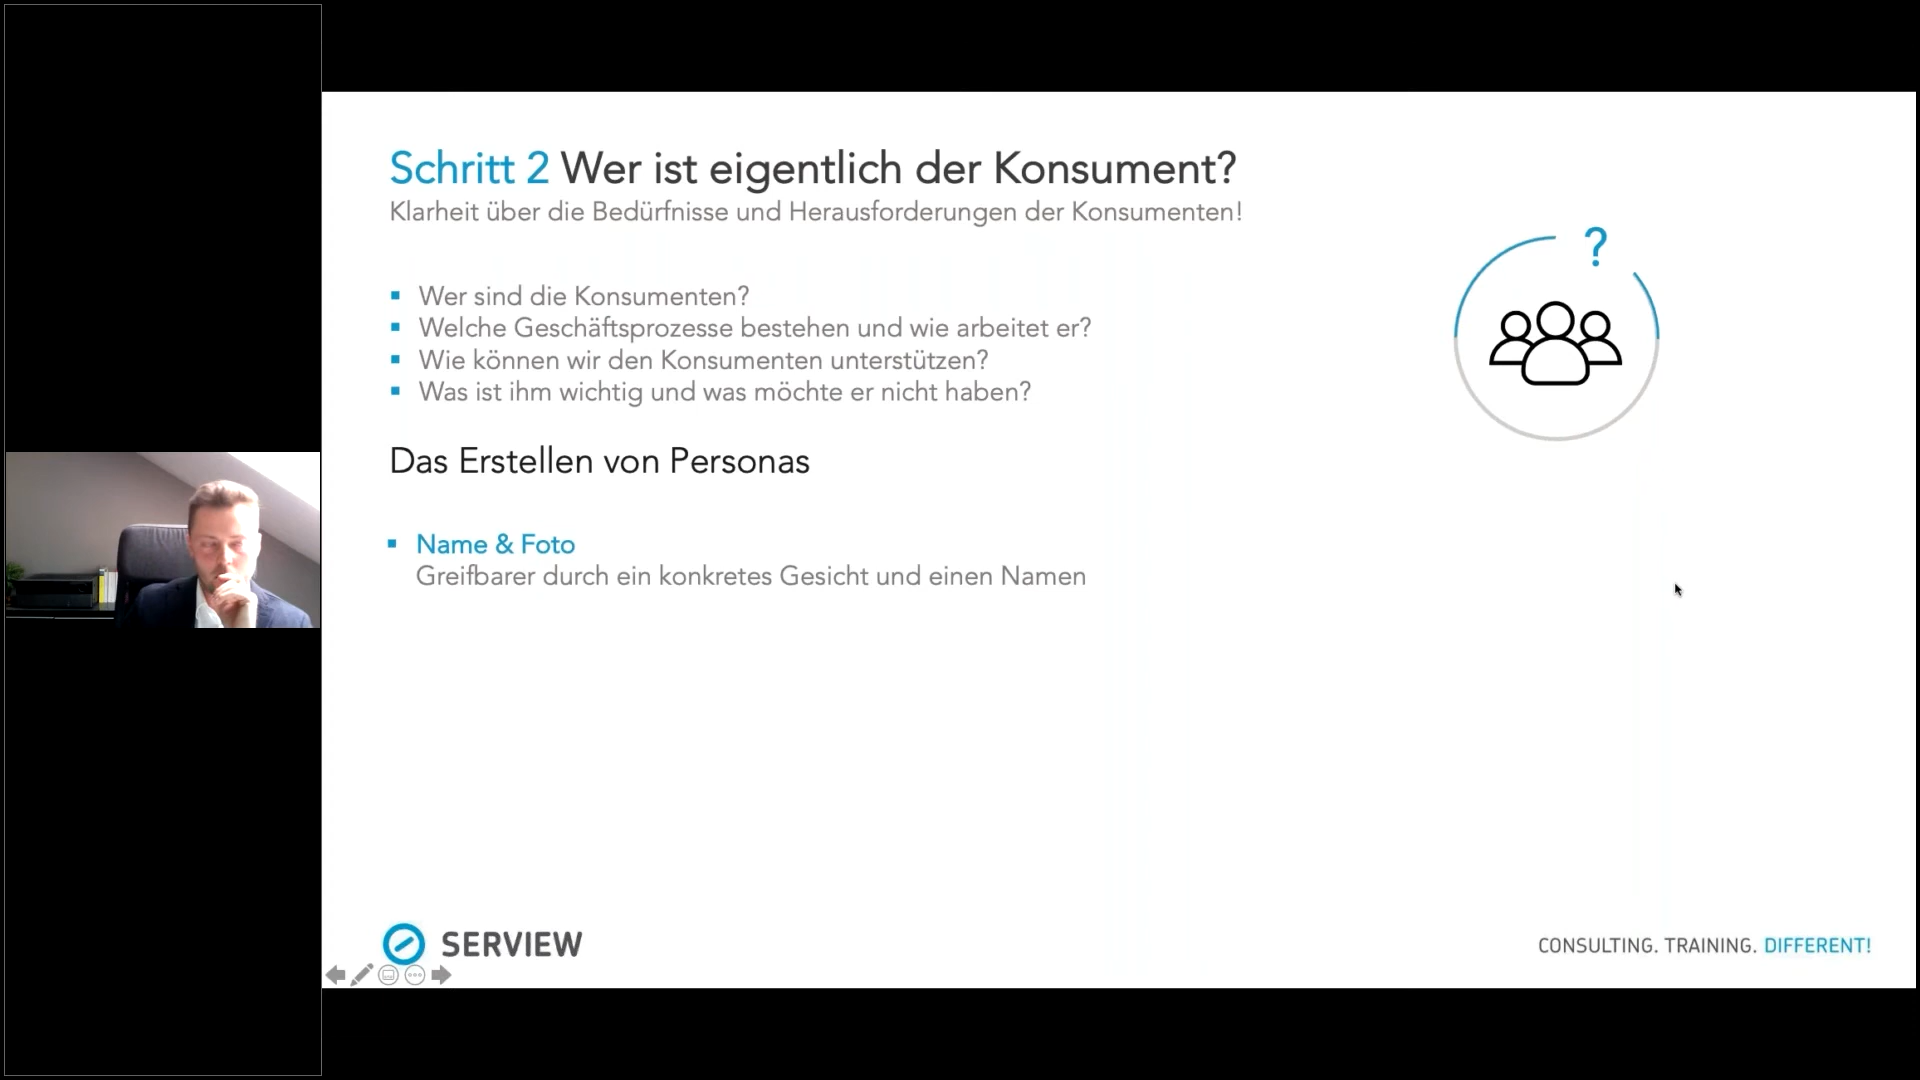 Schritt 2 Wer ist eigentlich der Konsument?
Klarheit über die Bedürfnisse und Herausforderungen der Konsumenten!
?
Wer sind die Konsumenten?
Welche Geschäftsprozesse bestehen und wie arbeitet er?
Wie können wir den Konsumenten unterstützen?
Was ist ihm wichtig und was möchte er nicht haben?
Das Erstellen von Personas
Name & Foto
Greifbarer durch ein konkretes Gesicht und einen Namen
SERVIEW
CONSULTING. TRAINING. DIFFERENT!